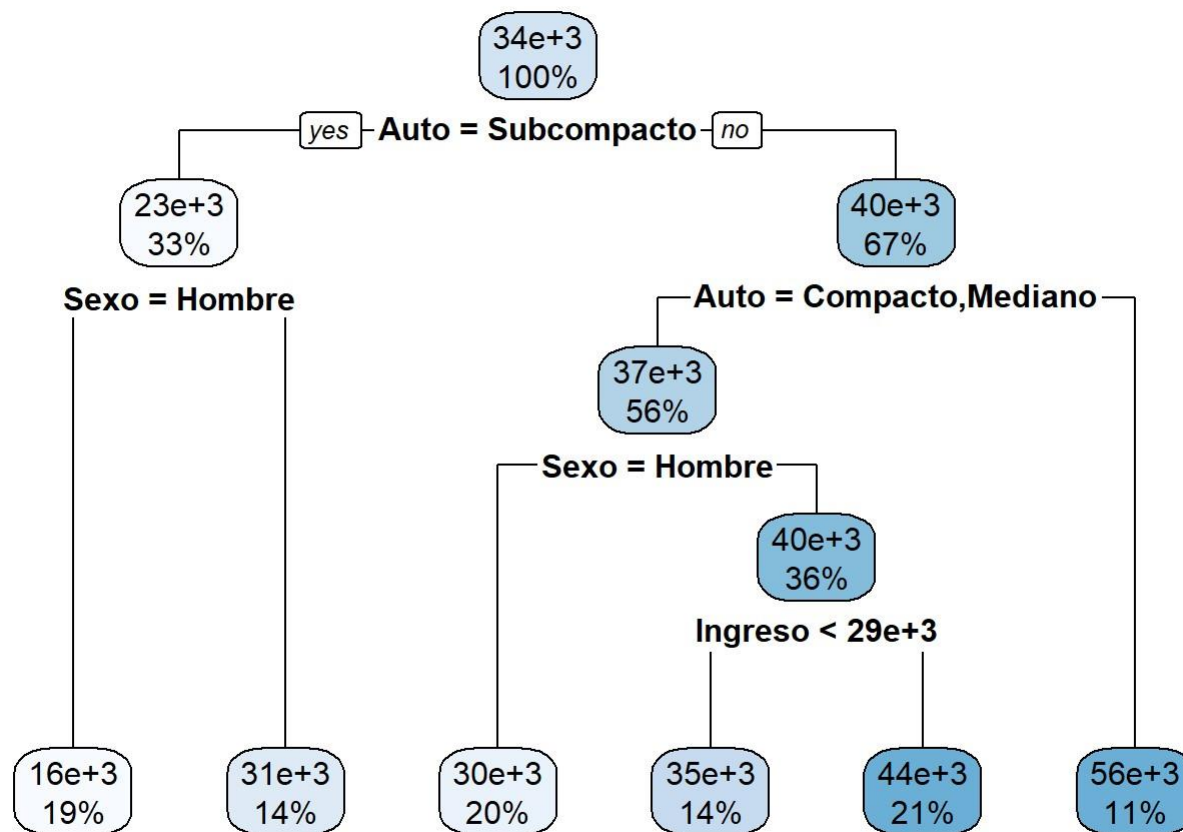 34e+3
100%
yes Auto = Subcompacto no
23e+3
33%
40e+3
67%
Sexo = Hombre
Auto = Compacto,Mediano
37e+3
56%
Sexo = Hombre
40e+3
36%
Ingreso < 29e+3
16e+3
19%
31e+3
14%
30e+3
20%
35e+3
14%
44e+3
21%
56e+3
11%